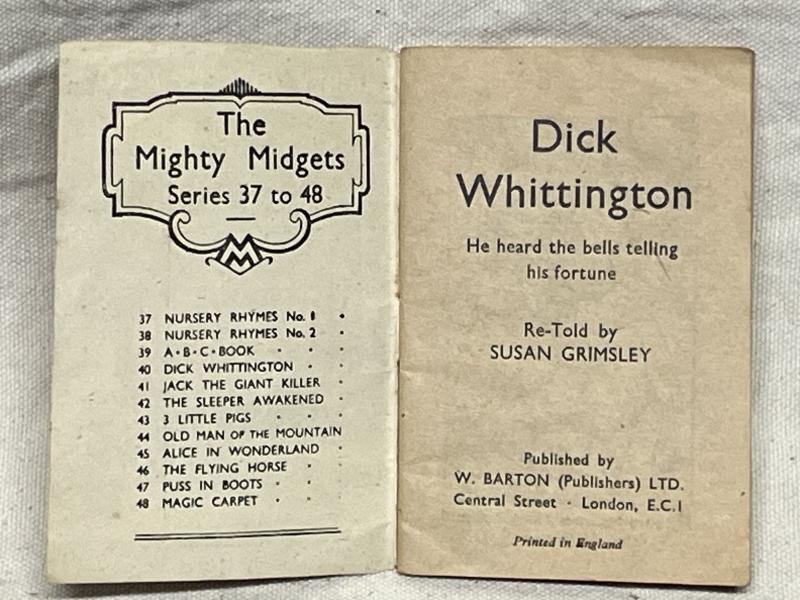 The
Mighty Midgets
Series 37 to 48
M
37 NURSERY RHYMES No. 1 •
38 NURSERY RHYMES No. 2 •
39 A•B•C•BOOK • • •
40 DICK WHITTINGTON • •
41 JACK THE GIANT KILLER •
42 THE SLEEPER AWAKENED •
43 3 LITTLE PIGS • • •
44 OLD MAN OF THE MOUNTAIN
45 ALICE IN WONDERLAND •
46 THE FLYING HORSE • •
47 PUSS IN BOOTS • • •
48 MAGIC CARPET • • •
Dick
Whittington
He heard the bells telling
his fortune
Re-Told by
SUSAN GRIMSLEY
Published by
W. BARTON (Publishers) LTD.
Central Street · London, E.C.1
Printed in England